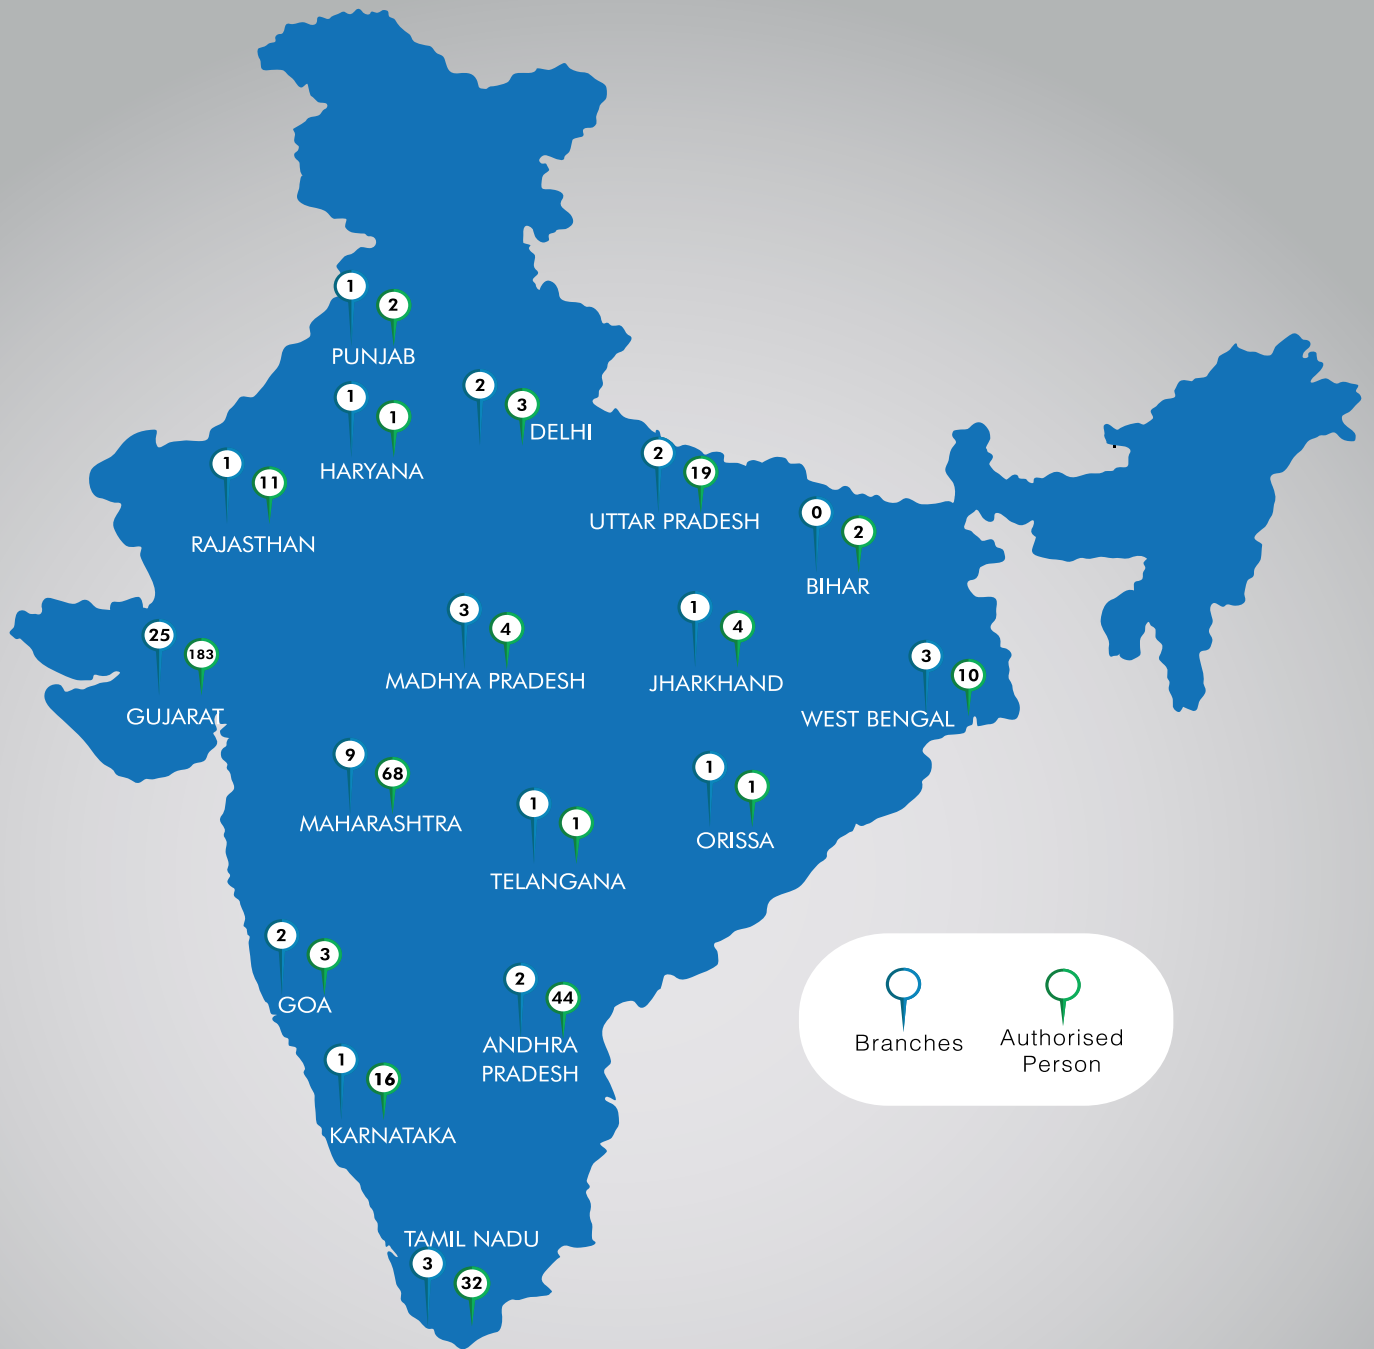 1
2
PUNJAB
1
1
HARYANA
2
3
DELHI
1
11
RAJASTHAN
2
19
UTTAR PRADESH
0
2
BIHAR
25
183
GUJARAT
3
4
MADHYA PRADESH
1
4
JHARKHAND
3
10
WEST BENGAL
9
68
MAHARASHTRA
1
1
TELANGANA
1
1
ORISSA
2
3
GOA
2
44
ANDHRA
PRADESH
1
16
KARNATAKA
TAMIL NADU
3
32
Branches
Authorised
Person